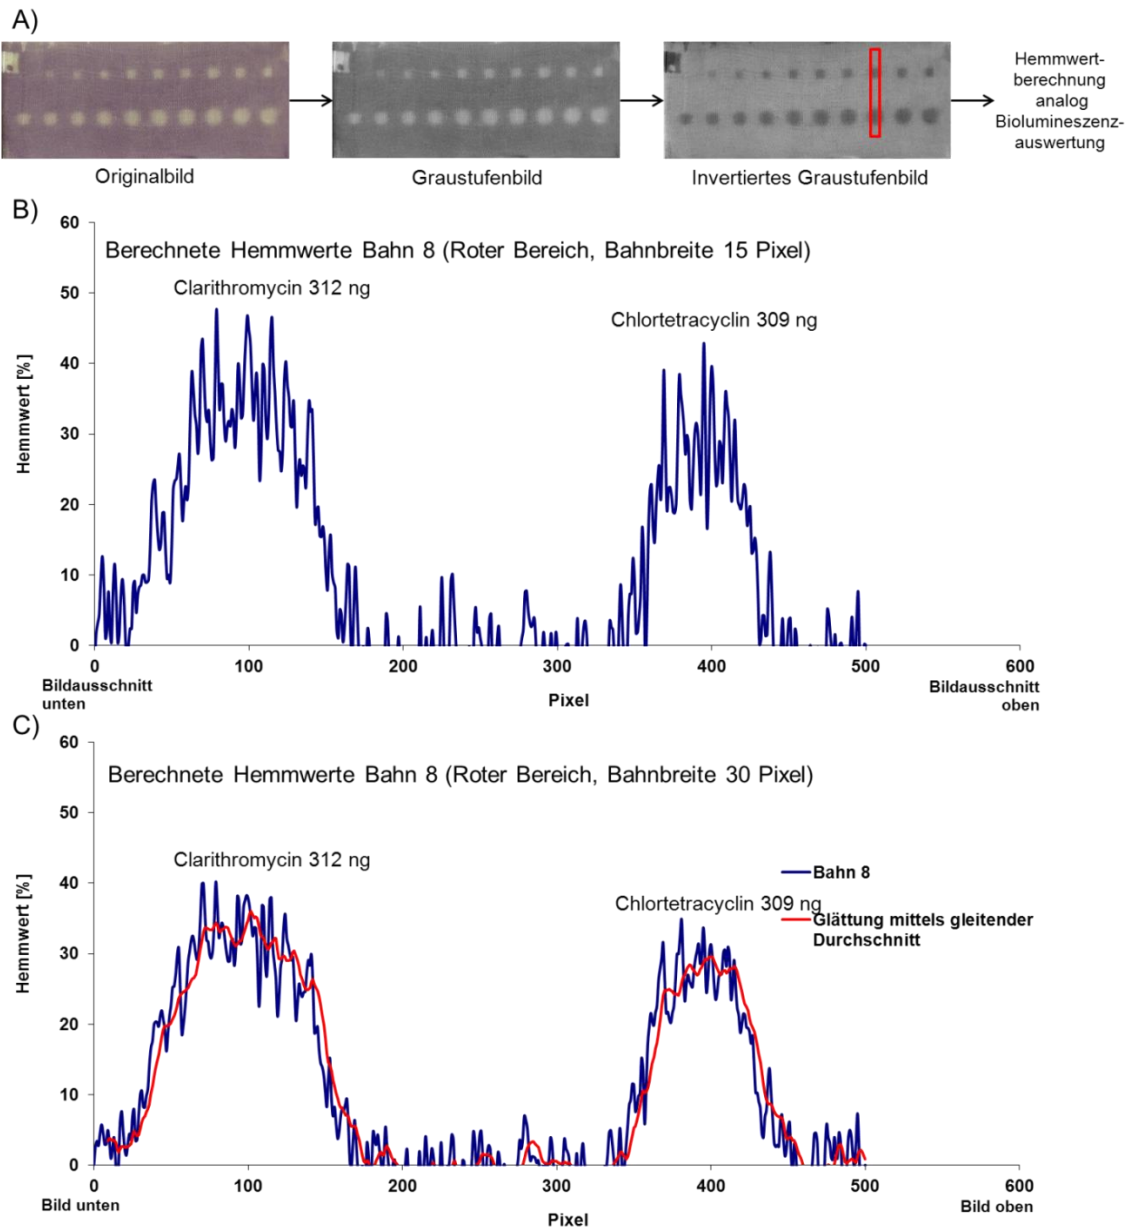 A)
Originalbild
Graustufenbild
Invertiertes Graustufenbild
Hemmwert-
berechnung
analog
Biolumineszenz-
auswertung
B)
60
50
40
30
20
10
0
Hemmwert [%]
Berechnete Hemmwerte Bahn 8 (Roter Bereich, Bahnbreite 15 Pixel)
Clarithromycin 312 ng
Chlortetracyclin 309 ng
0 100 200 300 400 500 600
Bildausschnitt
unten
Pixel
Bildausschnitt
oben
C)
60
50
40
30
20
10
0
Hemmwert [%]
Berechnete Hemmwerte Bahn 8 (Roter Bereich, Bahnbreite 30 Pixel)
Clarithromycin 312 ng
Chlortetracyclin 309 ng
Bahn 8
Glättung mittels gleitender
Durchschnitt
0 100 200 300 400 500 600
Bild unten
Pixel
Bild oben